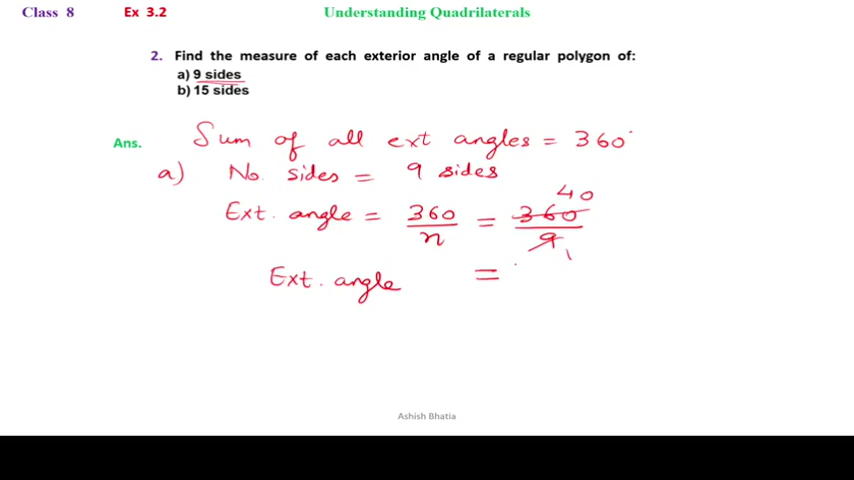 Class 8 Ex 3.2 Understanding Quadrilaterals
2. Find the measure of each exterior angle of a regular polygon of:
a) 9 sides
b) 15 sides
Ans. Sum of all ext angles = 360°
a) No. sides = 9 sides
40
Ext. angle = 360/n = 360/9
1
Ext. angle =
Ashish Bhatia